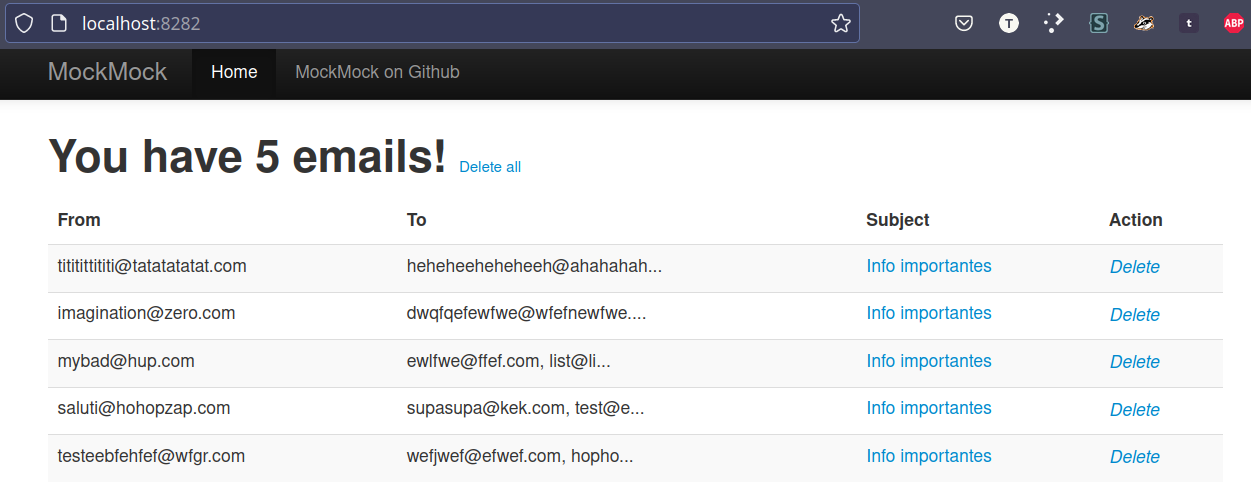 localhost:8282
T
S
t
ABP
MockMock Home MockMock on Github
You have 5 emails! Delete all
From To Subject Action
titititttititi@tatatatatat.com heheheeheheheeh@ahahahah... Info importantes Delete
imagination@zero.com dwqfqefewfwe@wfefnewfwe.... Info importantes Delete
mybad@hup.com ewlfwe@ffef.com, list@li... Info importantes Delete
saluti@hohopzap.com supasupa@kek.com, test@e... Info importantes Delete
testeebfehfef@wfgr.com wefjwef@efwef.com, hopho... Info importantes Delete